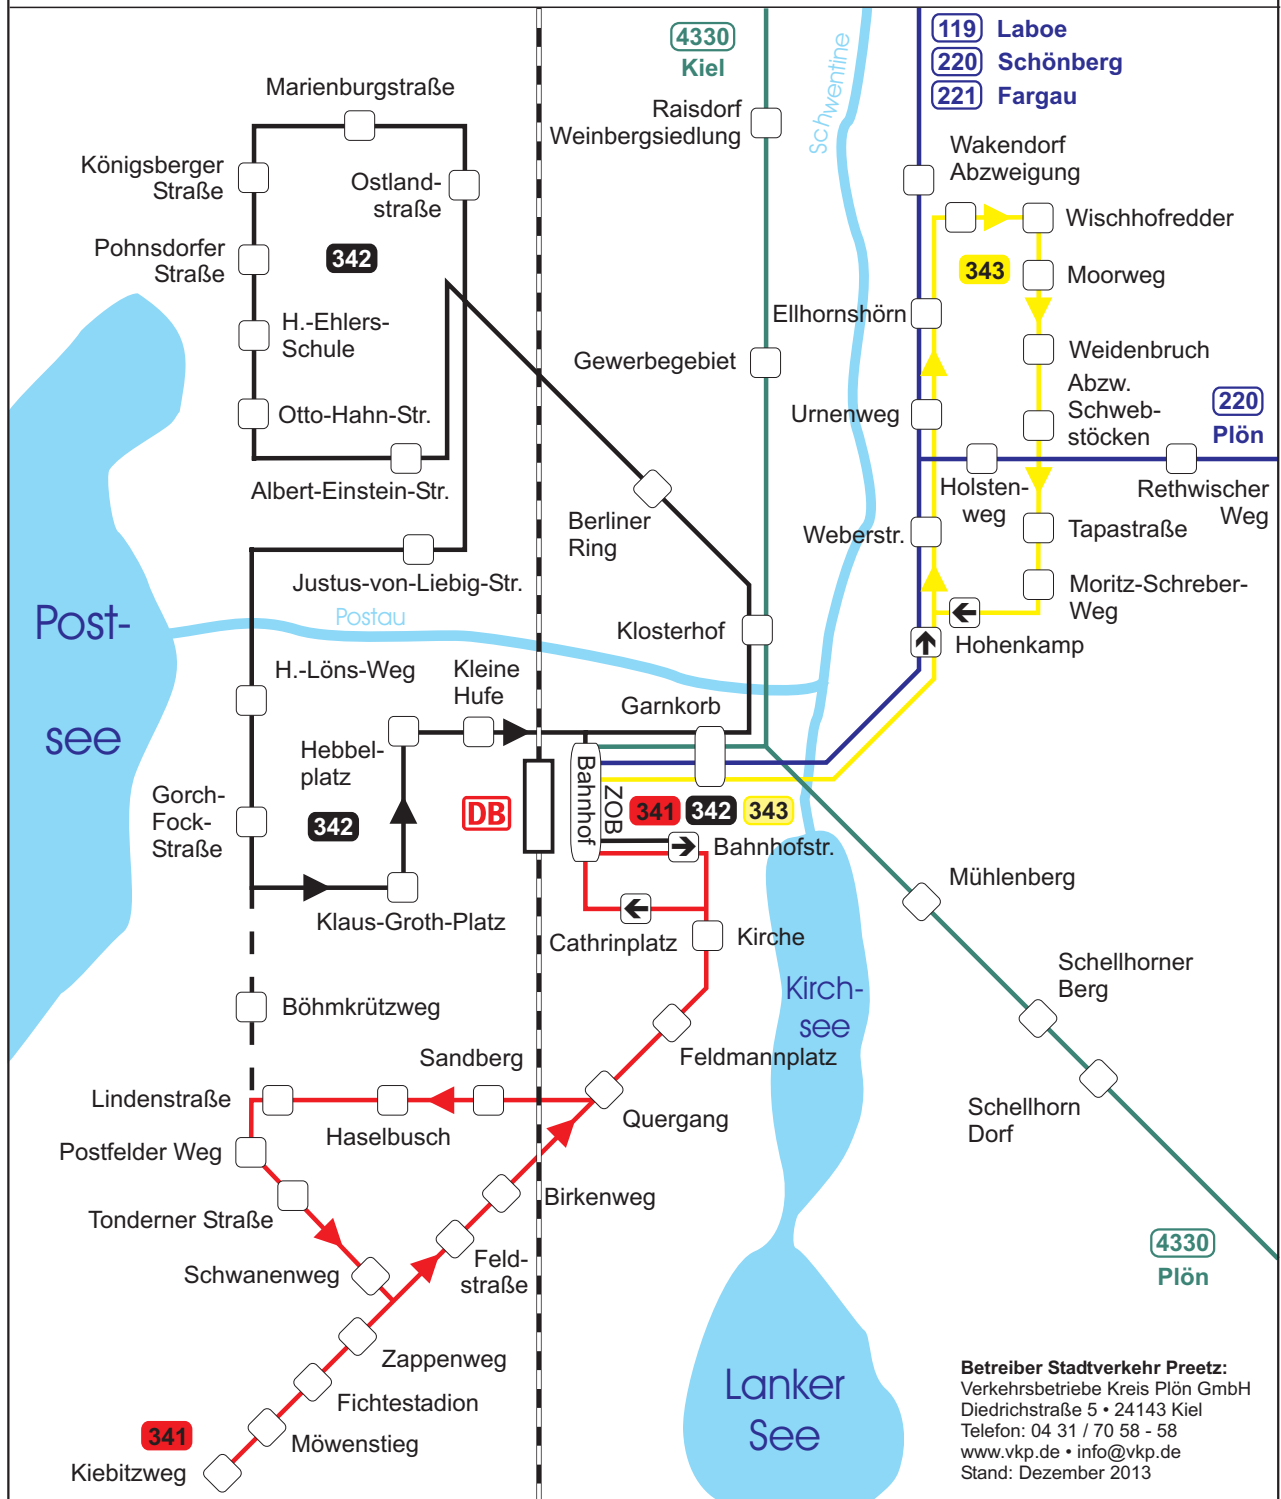 4330
Kiel
Schwentine
119 Laboe
220 Schönberg
221 Fargau
Marienburgstraße
Raisdorf
Weinbergsiedlung
Wakendorf
Abzweigung
Königsberger
Straße
Ostland-
straße
Wischhofredder
Pohnsdorfer
Straße
342
343
Moorweg
H.-Ehlers-
Schule
Ellhornshörn
Gewerbegebiet
Weidenbruch
Otto-Hahn-Str.
Urnenweg
Abzw.
Schweb-
stöcken
220
Plön
Albert-Einstein-Str.
Berliner
Ring
Holsten-
weg
Rethwischer
Weg
Weberstr.
Tapastraße
Justus-von-Liebig-Str.
Moritz-Schreber-
Weg
Post-
see
Postau
Klosterhof
Hohenkamp
H.-Löns-Weg
Kleine
Hufe
Garnkorb
Hebbel-
platz
Gorch-
Fock-
Straße
342
DB
Bahnhof
ZOB
341 342 343
Bahnhofstr.
Klaus-Groth-Platz
Cathrinplatz
Kirche
Mühlenberg
Kirch-
see
Schellhorner
Berg
Böhmkrützweg
Feldmannplatz
Sandberg
Lindenstraße
Haselbusch
Quergang
Schellhorn
Dorf
Postfelder Weg
Birkenweg
Tonderner Straße
Schwanenweg
Feld-
straße
4330
Plön
Zappenweg
Fichtestadion
Lanker
See
341
Möwenstieg
Kiebitzweg
Betreiber Stadtverkehr Preetz:
Verkehrsbetriebe Kreis Plön GmbH
Diedrichstraße 5 • 24143 Kiel
Telefon: 04 31 / 70 58 - 58
www.vkp.de • info@vkp.de
Stand: Dezember 2013